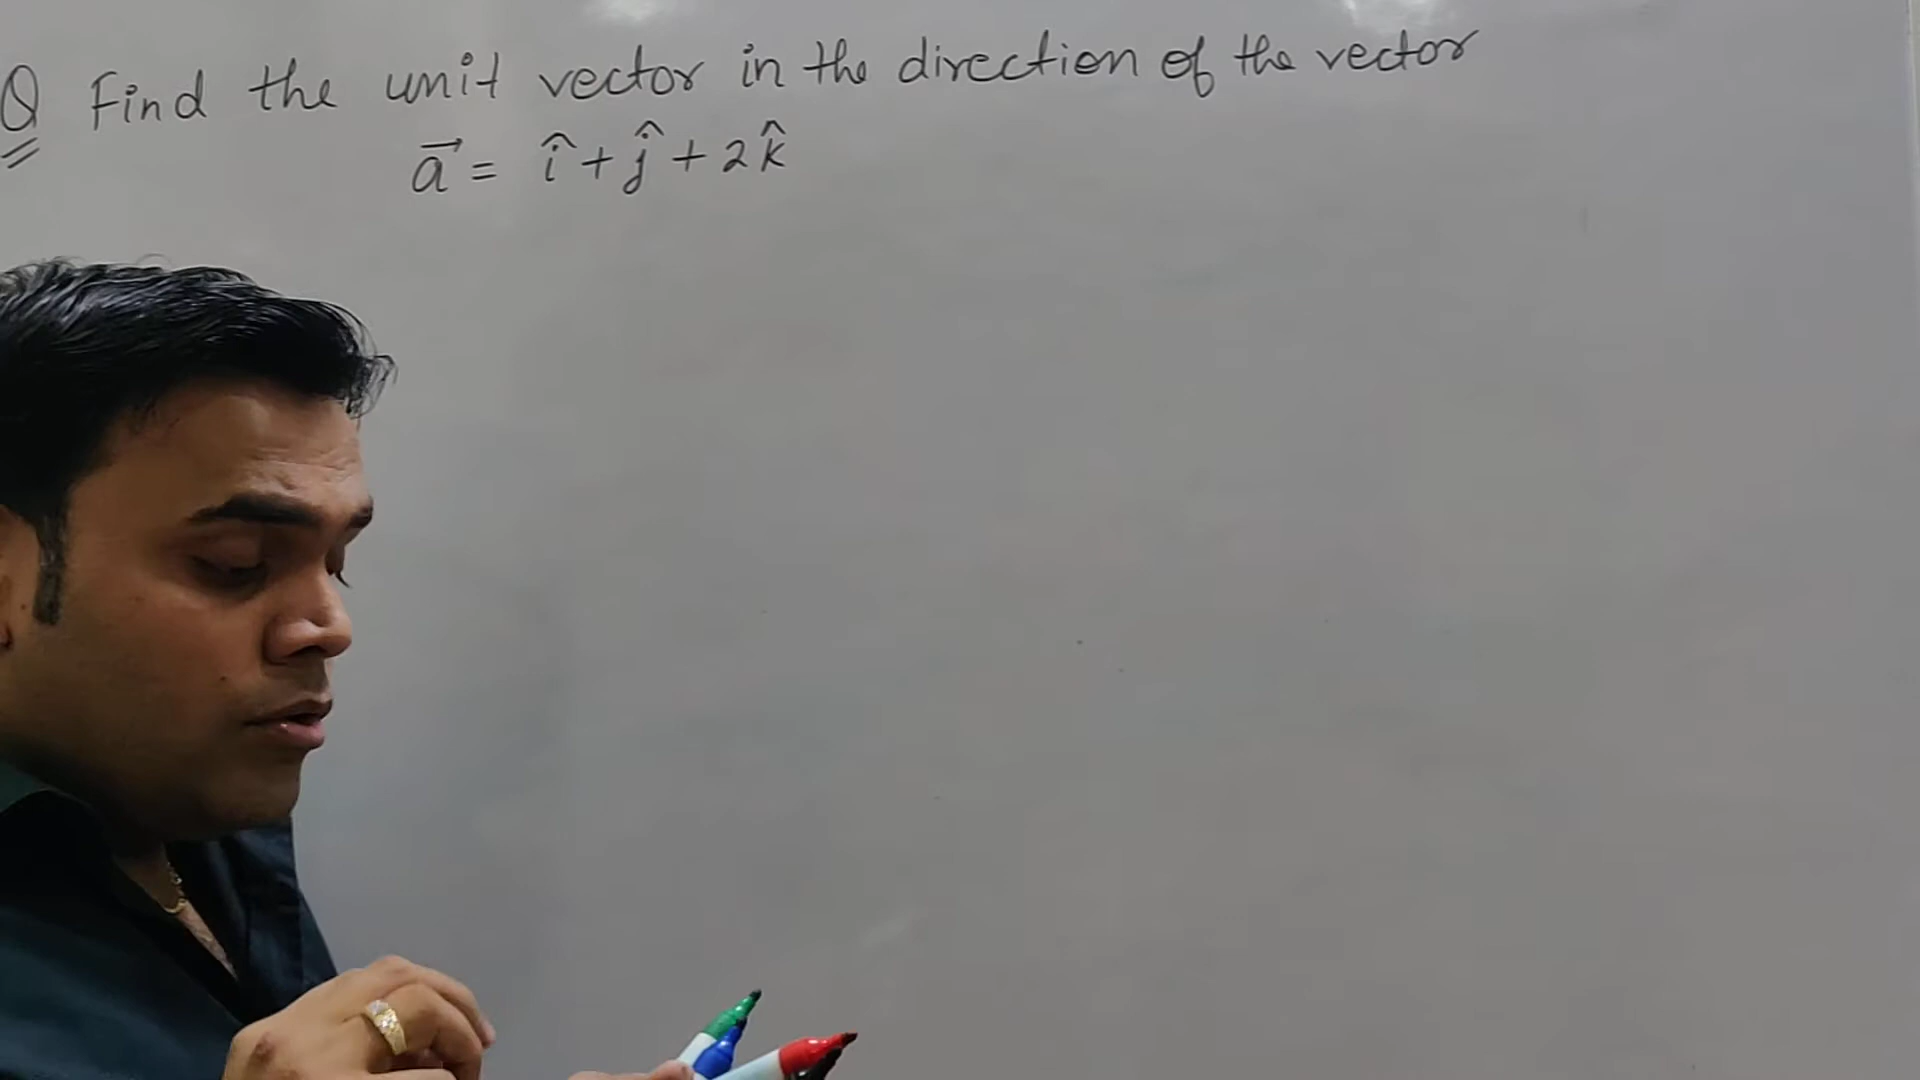 Q Find the unit vector in the direction of the vector
a⃗ = î + ĵ + 2k̂